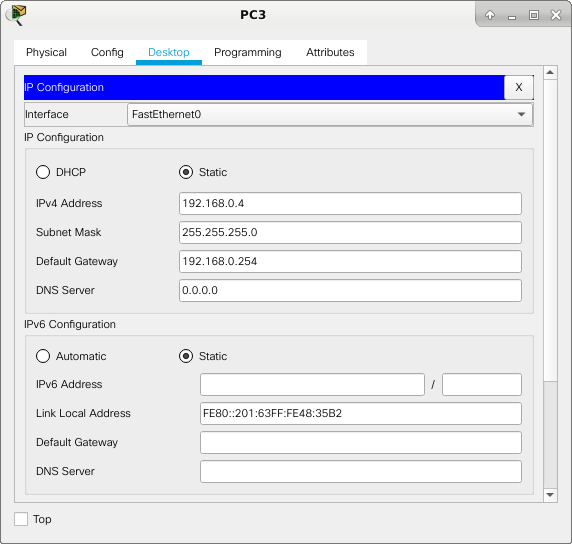 PC3
Physical Config Desktop Programming Attributes
IP Configuration X
Interface FastEthernet0
IP Configuration
DHCP Static
IPv4 Address 192.168.0.4
Subnet Mask 255.255.255.0
Default Gateway 192.168.0.254
DNS Server 0.0.0.0
IPv6 Configuration
Automatic Static
IPv6 Address /
Link Local Address FE80::201:63FF:FE48:35B2
Default Gateway
DNS Server
Top